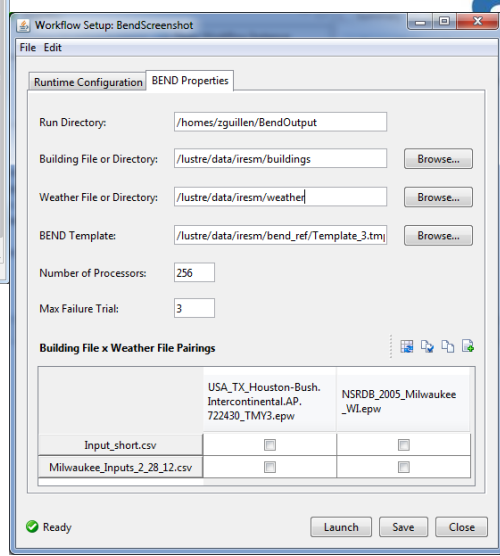 Workflow Setup: BendScreenshot
File Edit
Runtime Configuration BEND Properties
Run Directory: /homes/zguillen/BendOutput
Building File or Directory: /lustre/data/iresm/buildings Browse...
Weather File or Directory: /lustre/data/iresm/weather Browse...
BEND Template: /lustre/data/iresm/bend_ref/Template_3.tmp Browse...
Number of Processors: 256
Max Failure Trial: 3
Building File x Weather File Pairings
USA_TX_Houston-Bush.
Intercontinental.AP.
722430_TMY3.epw
NSRDB_2005_Milwaukee
_WI.epw
Input_short.csv
Milwaukee_Inputs_2_28_12.csv
Ready Launch Save Close